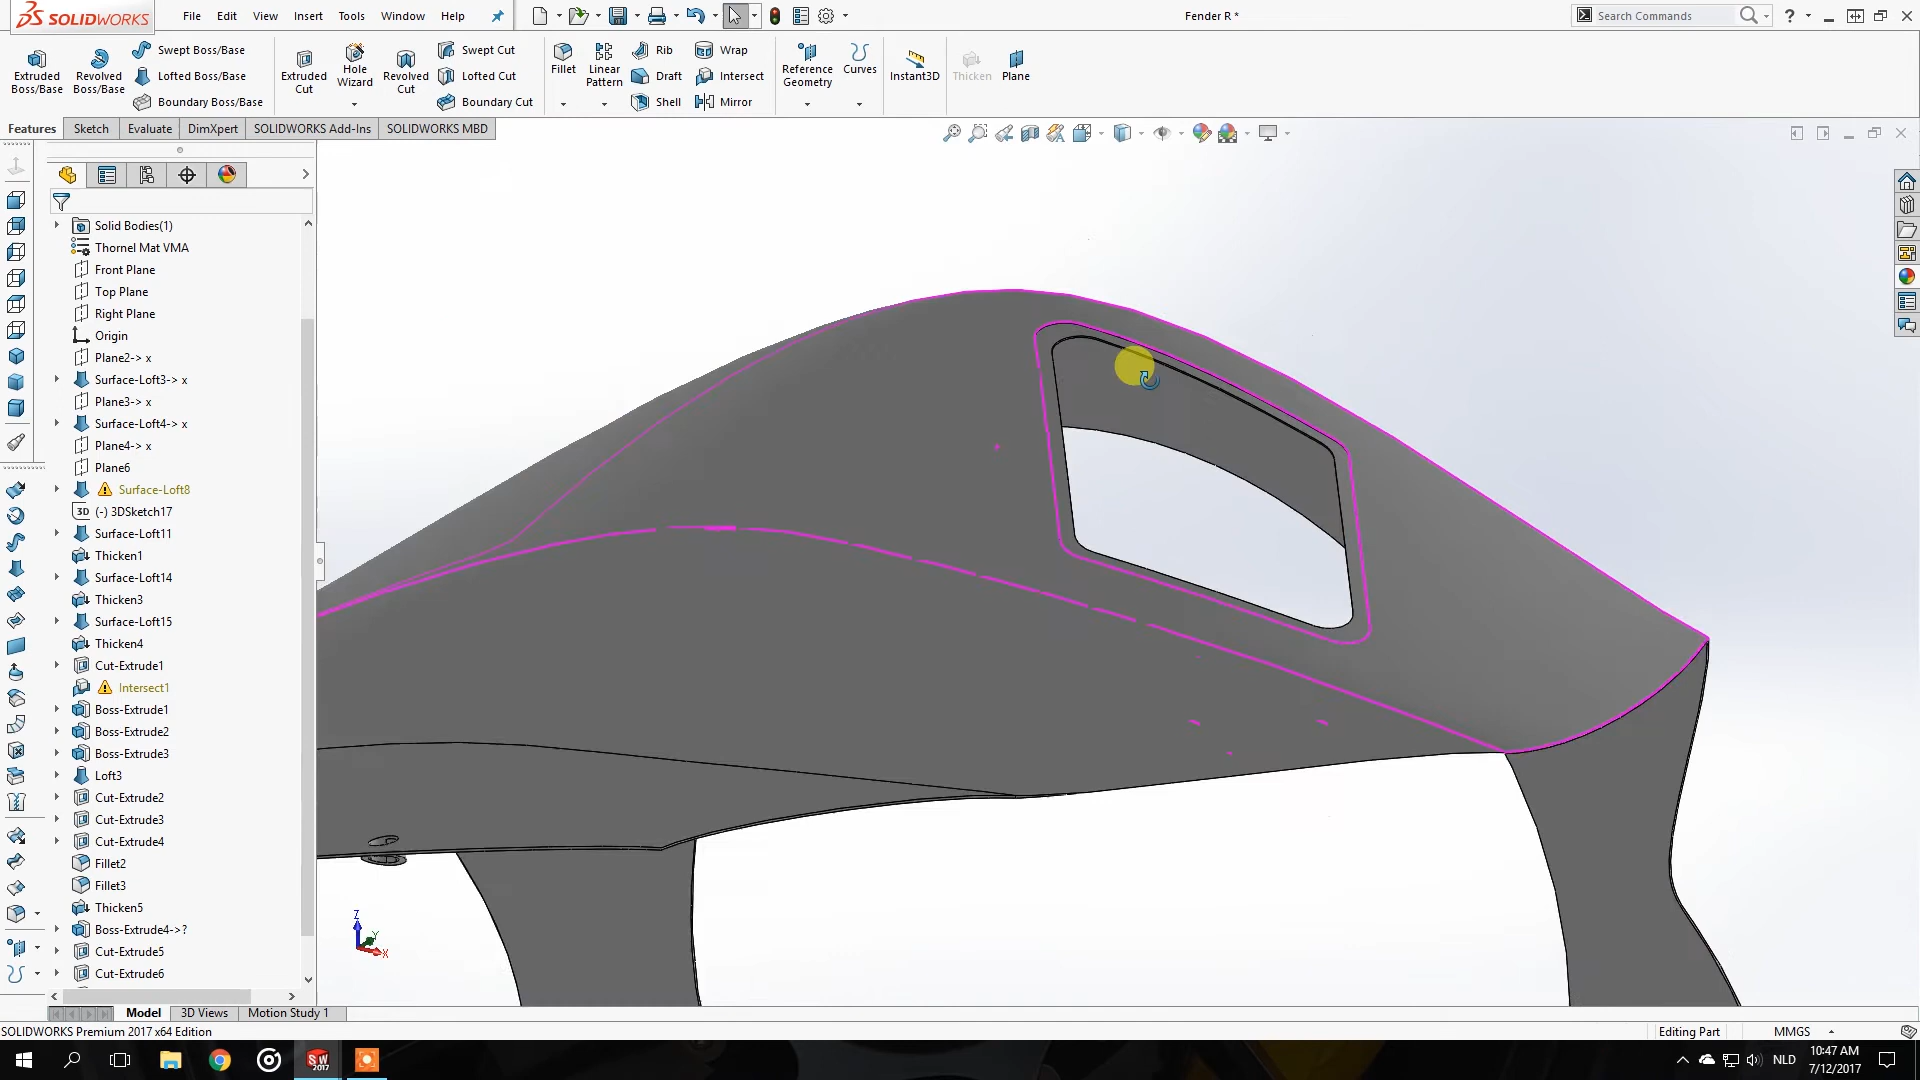 SOLIDWORKS
File Edit View Insert Tools Window Help
Fender R *
Search Commands
Extruded Boss/Base
Revolved Boss/Base
Swept Boss/Base
Lofted Boss/Base
Boundary Boss/Base
Extruded Cut
Hole Wizard
Revolved Cut
Swept Cut
Lofted Cut
Boundary Cut
Fillet
Linear Pattern
Rib
Draft
Shell
Wrap
Intersect
Mirror
Reference Geometry
Curves
Instant3D
Thicken
Plane
Features Sketch Evaluate DimXpert SOLIDWORKS Add-Ins SOLIDWORKS MBD
Solid Bodies(1)
Thornel Mat VMA
Front Plane
Top Plane
Right Plane
Origin
Plane2-> x
Surface-Loft3-> x
Plane3-> x
Surface-Loft4-> x
Plane4-> x
Plane6
Surface-Loft8
3D (-) 3DSketch17
Surface-Loft11
Thicken1
Surface-Loft14
Thicken3
Surface-Loft15
Thicken4
Cut-Extrude1
Intersect1
Boss-Extrude1
Boss-Extrude2
Boss-Extrude3
Loft3
Cut-Extrude2
Cut-Extrude3
Cut-Extrude4
Fillet2
Fillet3
Thicken5
Boss-Extrude4->?
Cut-Extrude5
Cut-Extrude6
Z
Y
X
Model 3D Views Motion Study 1
SOLIDWORKS Premium 2017 x64 Edition
Editing Part
MMGS
SW 2017
NLD
10:47 AM
7/12/2017